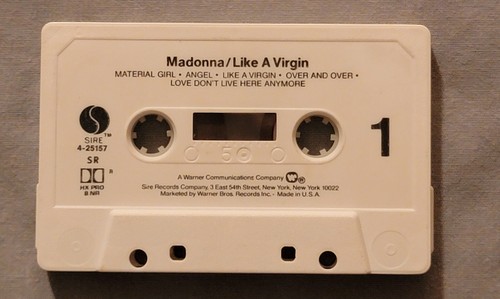 Madonna/Like A Virgin
MATERIAL GIRL • ANGEL • LIKE A VIRGIN • OVER AND OVER •
LOVE DON'T LIVE HERE ANYMORE
SIRE™
4-25157
SR
HX PRO
B NR
1
50
A Warner Communications Company
Sire Records Company, 3 East 54th Street, New York, New York 10022
Marketed by Warner Bros. Records Inc. - Made in U.S.A.